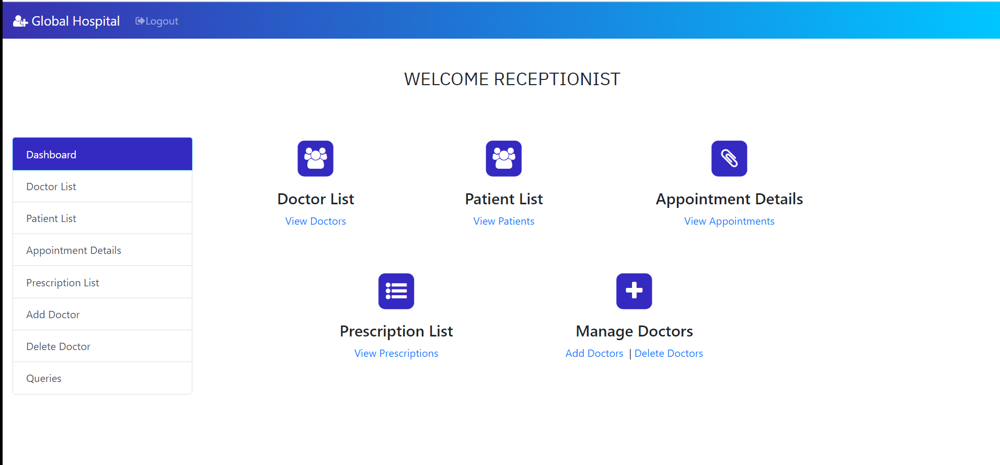 Global Hospital Logout
WELCOME RECEPTIONIST
Dashboard
Doctor List
Patient List
Appointment Details
Prescription List
Add Doctor
Delete Doctor
Queries
Doctor List
View Doctors
Patient List
View Patients
Appointment Details
View Appointments
Prescription List
View Prescriptions
Manage Doctors
Add Doctors | Delete Doctors